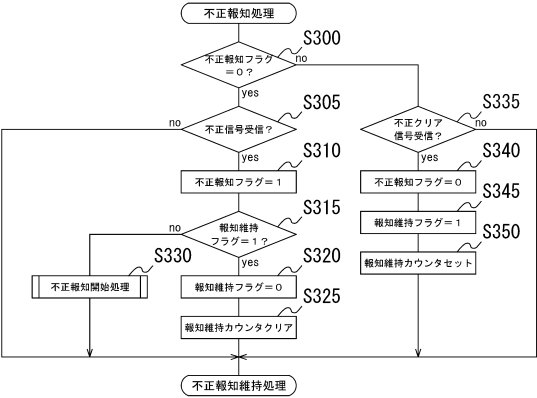 不正報知処理
S300
不正報知フラグ
＝０？
no
yes
S305
no
不正信号受信？
yes
S310
不正報知フラグ＝１
S315
no
報知維持
フラグ＝１？
yes
S330
不正報知開始処理
S320
報知維持フラグ＝０
S325
報知維持カウンタクリア
S335
不正クリア
信号受信？
no
yes
S340
不正報知フラグ＝０
S345
報知維持フラグ＝１
S350
報知維持カウンタセット
不正報知維持処理